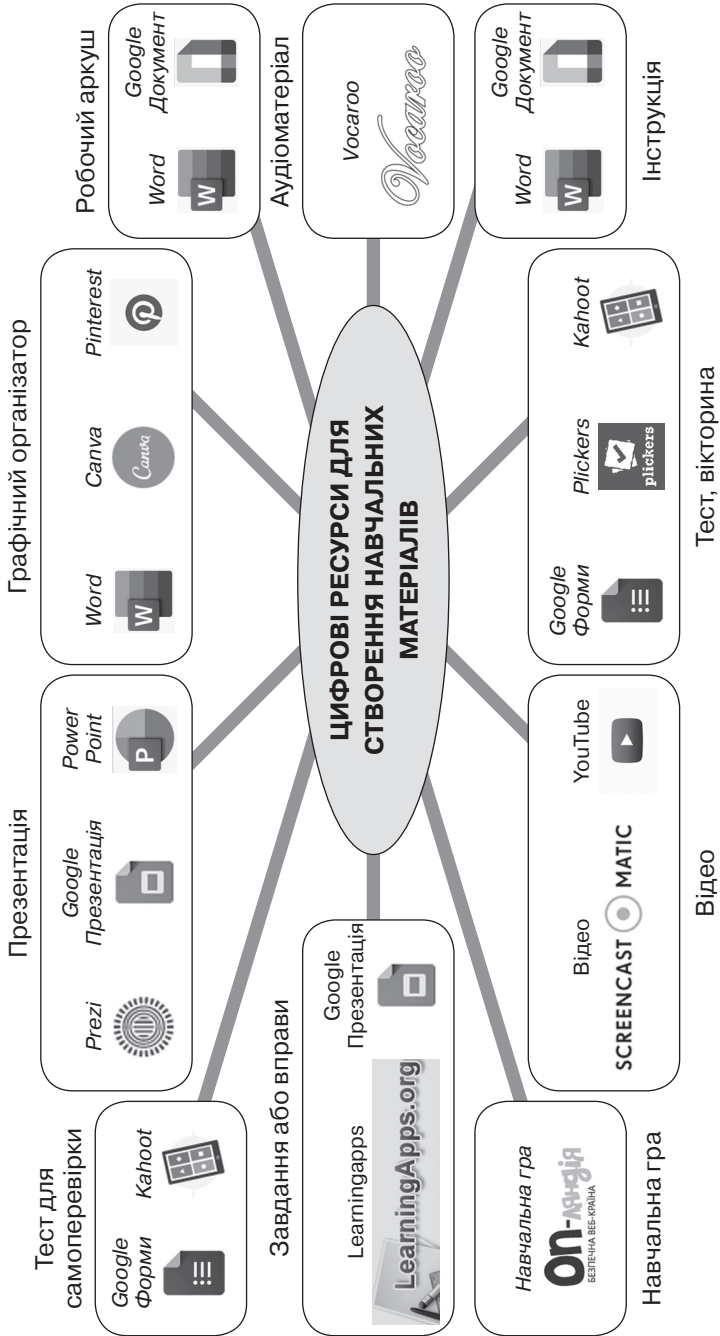 Тест для
самоперевірки
Google
Форми
Kahoot
Презентація
Prezi
Google
Презентація
Power
Point
P
Графічний організатор
Word
W
Canva
Canva
Pinterest
Робочий аркуш
Word
W
Google
Документ
Завдання або вправи
Learningapps
LearningApps.org
Google
Презентація
ЦИФРОВІ РЕСУРСИ ДЛЯ
СТВОРЕННЯ НАВЧАЛЬНИХ
МАТЕРІАЛІВ
Аудіоматеріал
Vocaroo
Vocaroo
Навчальна гра
on-ляндія
БЕЗПЕЧНА ВЕБ-КРАЇНА
Навчальна гра
Відео
SCREENCAST MATIC
YouTube
Відео
Google
Форми
Plickers
plickers
Kahoot
Тест, вікторина
Word
W
Google
Документ
Інструкція